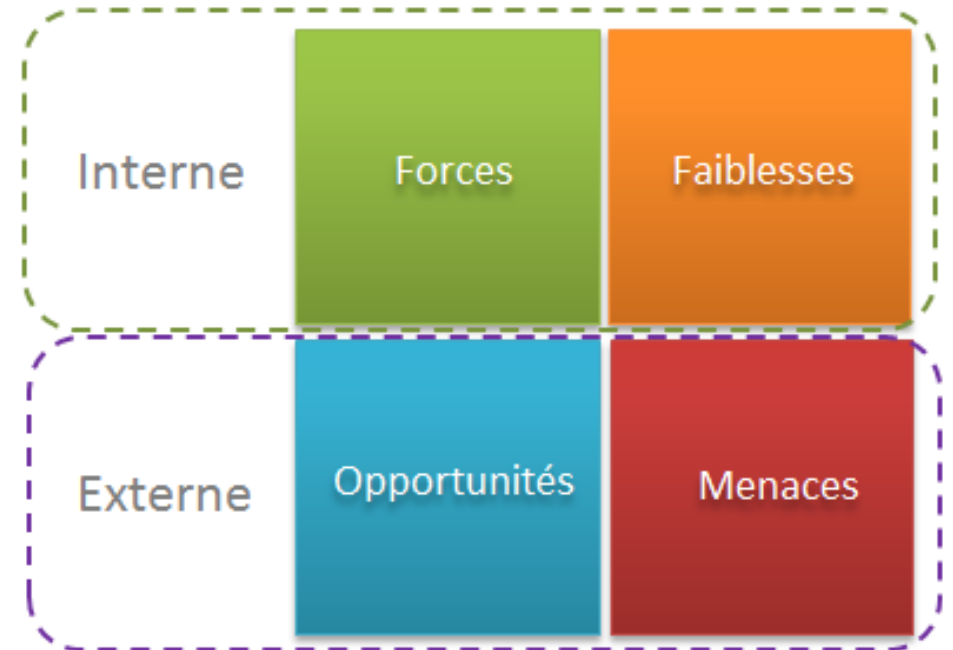 Interne
Forces
Faiblesses
Externe
Opportunités
Menaces